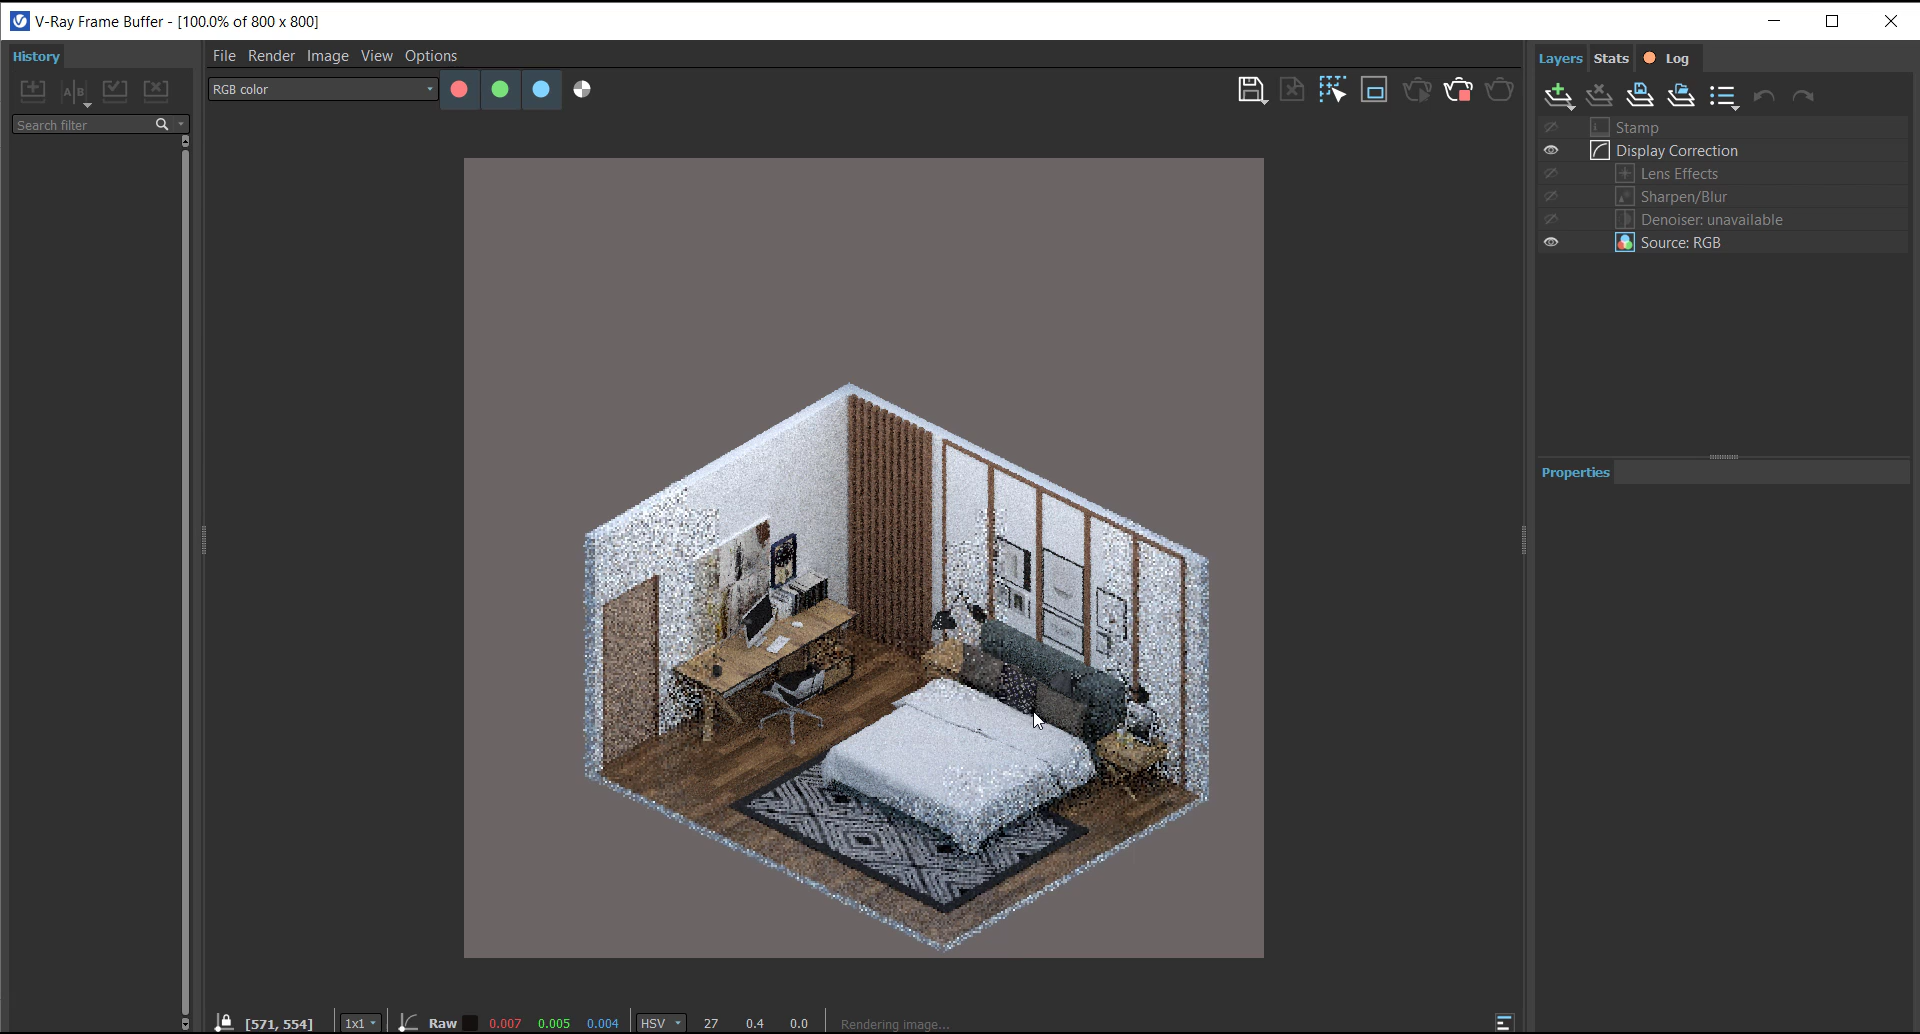 V-Ray Frame Buffer - [100.0% of 800 x 800]
History
File Render Image View Options
Layers Stats Log
RGB color
A B
Search filter
Stamp
Display Correction
Lens Effects
Sharpen/Blur
Denoiser: unavailable
Source: RGB
Properties
[571, 554] 1x1 Raw 0.007 0.005 0.004 HSV 27 0.4 0.0 Rendering image...